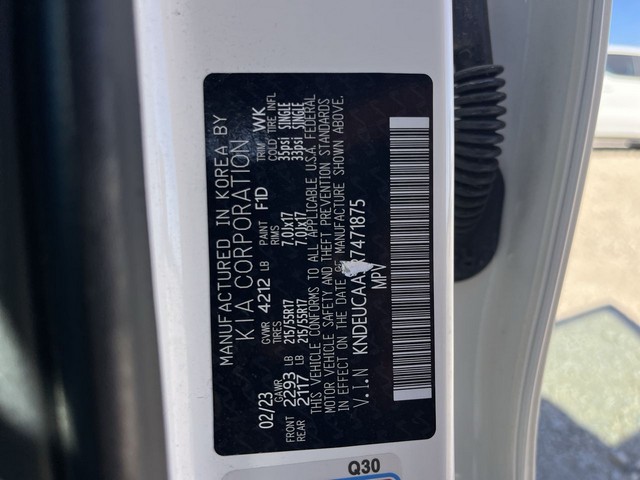 MANUFACTURED IN KOREA BY
KIA CORPORATION
02/23 GVWR 4212 LB PAINT F1D TRIM WK
GAWR TIRES RIMS COLD TIRE INFL
FRONT 2293 LB 215/55R17 7.0Jx17 35psi SINGLE
REAR 2117 LB 215/55R17 7.0Jx17 33psi SINGLE
THIS VEHICLE CONFORMS TO ALL APPLICABLE U.S.A. FEDERAL
MOTOR VEHICLE SAFETY AND THEFT PREVENTION STANDARDS
IN EFFECT ON THE DATE OF MANUFACTURE SHOWN ABOVE.
V.I.N KNDEUCAA 7471875
MPV
Q30